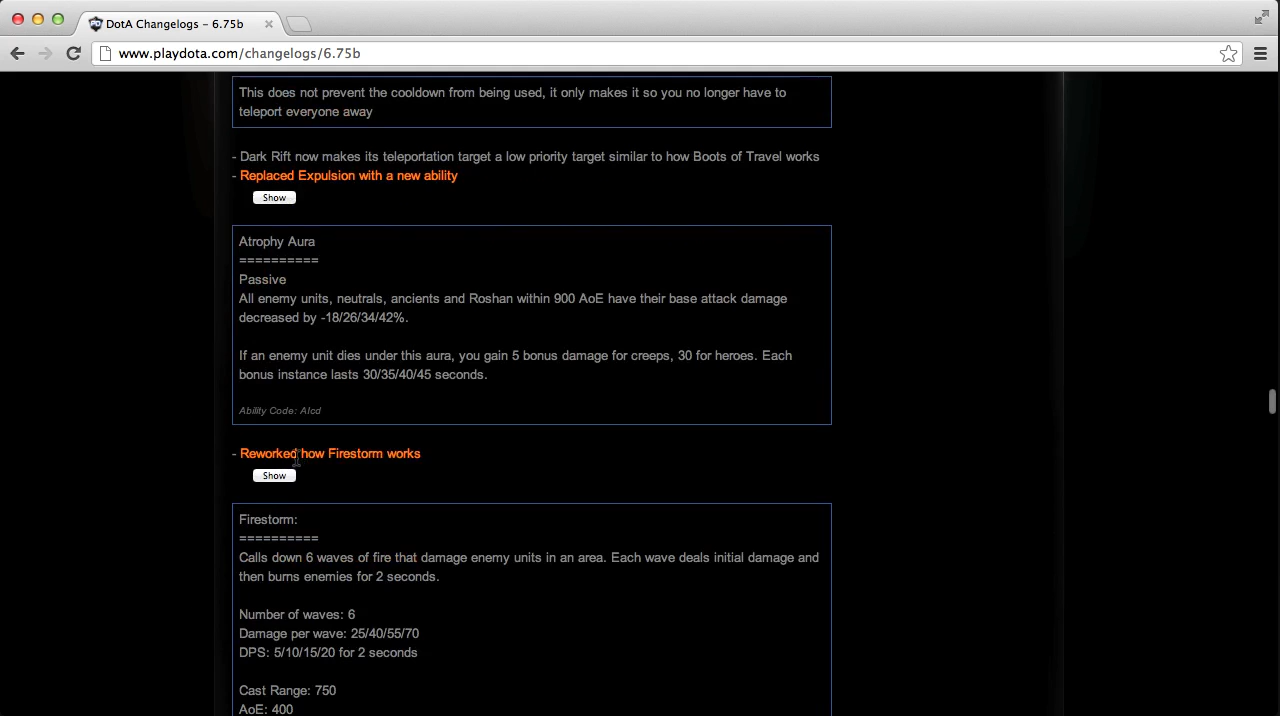 DotA Changelogs – 6.75b
www.playdota.com/changelogs/6.75b
This does not prevent the cooldown from being used, it only makes it so you no longer have to
teleport everyone away
- Dark Rift now makes its teleportation target a low priority target similar to how Boots of Travel works
- Replaced Expulsion with a new ability
Show
Atrophy Aura
==========
Passive
All enemy units, neutrals, ancients and Roshan within 900 AoE have their base attack damage
decreased by -18/26/34/42%.
If an enemy unit dies under this aura, you gain 5 bonus damage for creeps, 30 for heroes. Each
bonus instance lasts 30/35/40/45 seconds.
Ability Code: AIcd
- Reworked how Firestorm works
Show
Firestorm:
==========
Calls down 6 waves of fire that damage enemy units in an area. Each wave deals initial damage and
then burns enemies for 2 seconds.
Number of waves: 6
Damage per wave: 25/40/55/70
DPS: 5/10/15/20 for 2 seconds
Cast Range: 750
AoE: 400